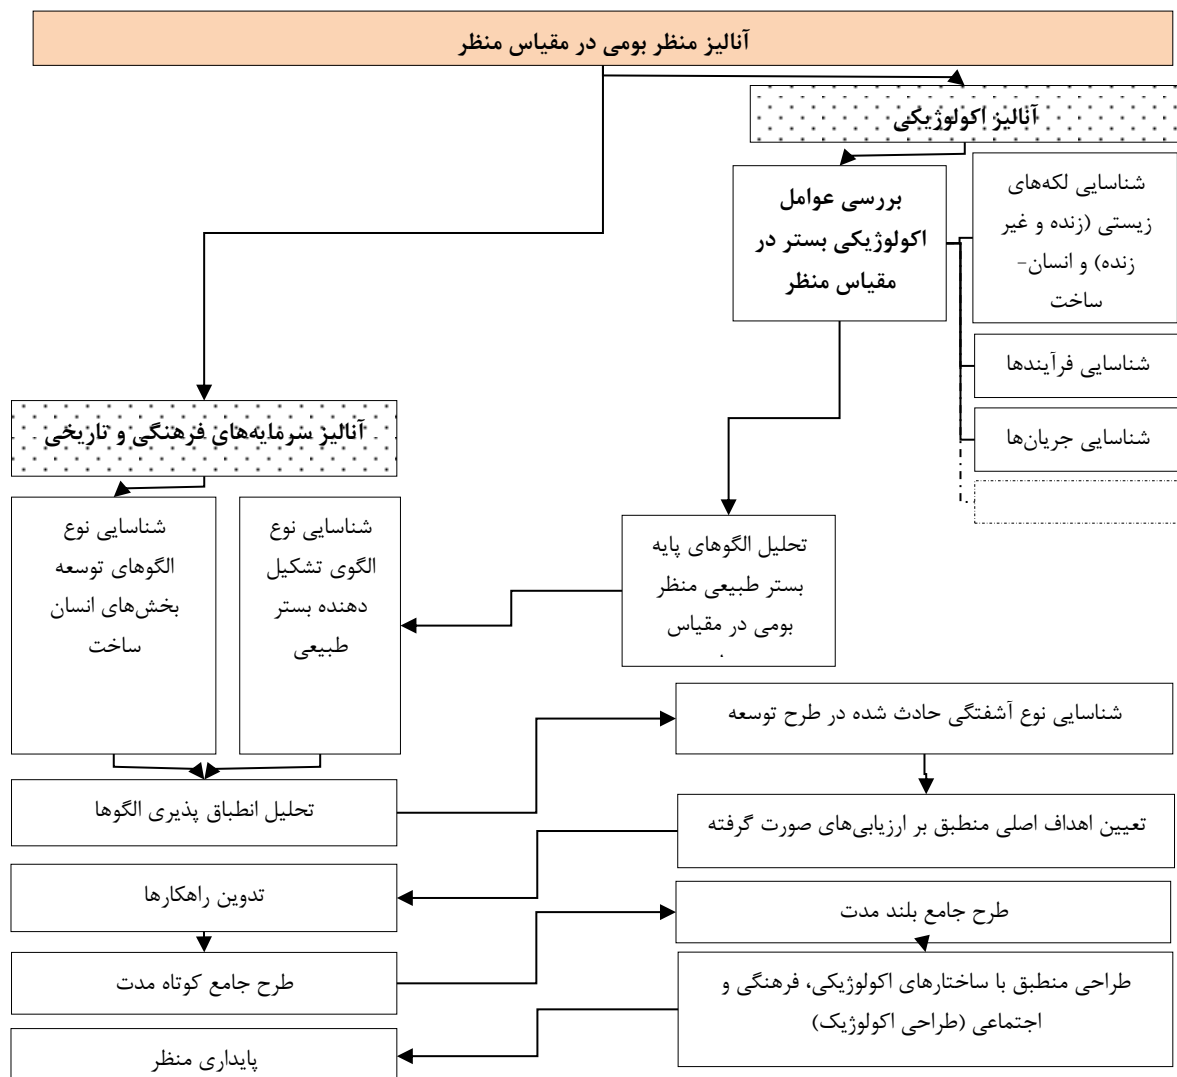 آنالیز منظر بومی در مقیاس منظر
آنالیز اکولوژیکی
بررسی عوامل
اکولوژیکی بستر در
مقیاس منظر
شناسایی لکه‌های
زیستی (زنده و غیر
زنده) و انسان-
ساخت
شناسایی فرآیندها
شناسایی جریان‌ها
آنالیز سرمایه‌های فرهنگی و تاریخی
شناسایی نوع
الگوی تشکیل
دهنده بستر
طبیعی
شناسایی نوع
الگوهای توسعه
بخش‌های انسان
ساخت
تحلیل الگوهای پایه
بستر طبیعی منظر
بومی در مقیاس
شناسایی نوع آشفتگی حادث شده در طرح توسعه
تحلیل انطباق پذیری الگوها
تعیین اهداف اصلی منطبق بر ارزیابی‌های صورت گرفته
تدوین راهکارها
طرح جامع بلند مدت
طرح جامع کوتاه مدت
طراحی منطبق با ساختارهای اکولوژیکی، فرهنگی و
اجتماعی (طراحی اکولوژیک)
پایداری منظر